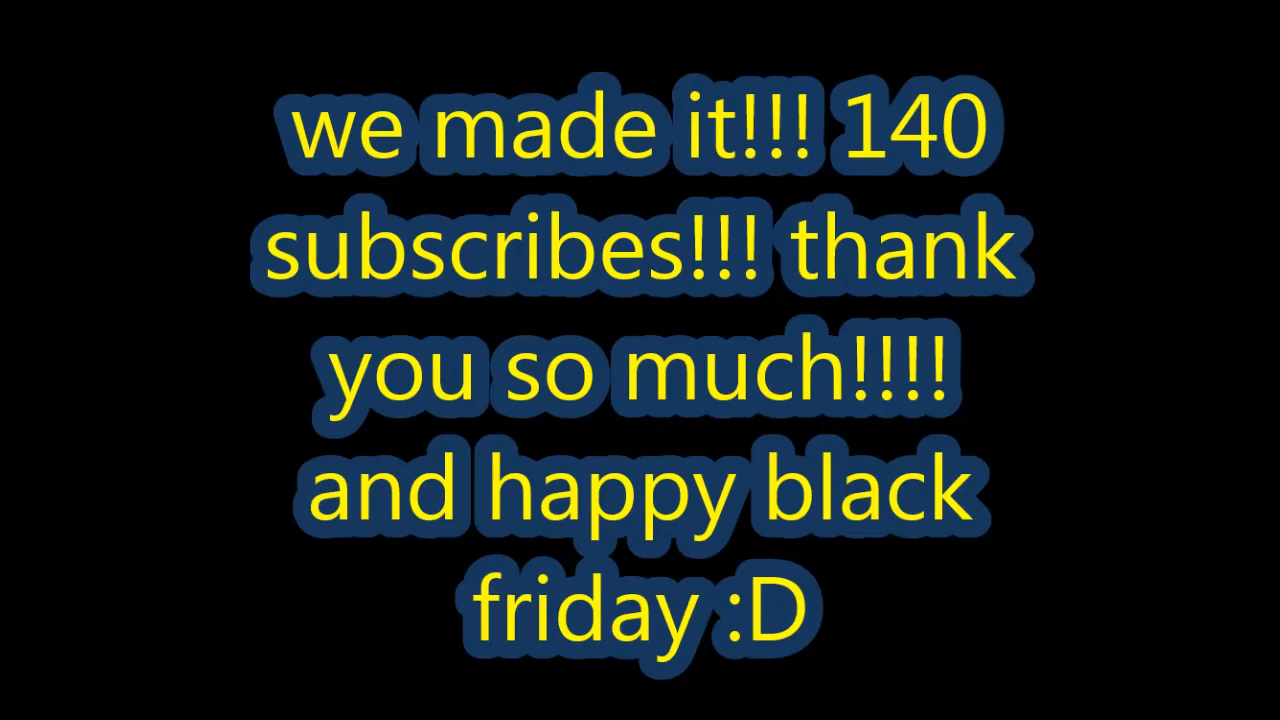 we made it!!! 140
subscribes!!! thank
you so much!!!!
and happy black
friday :D